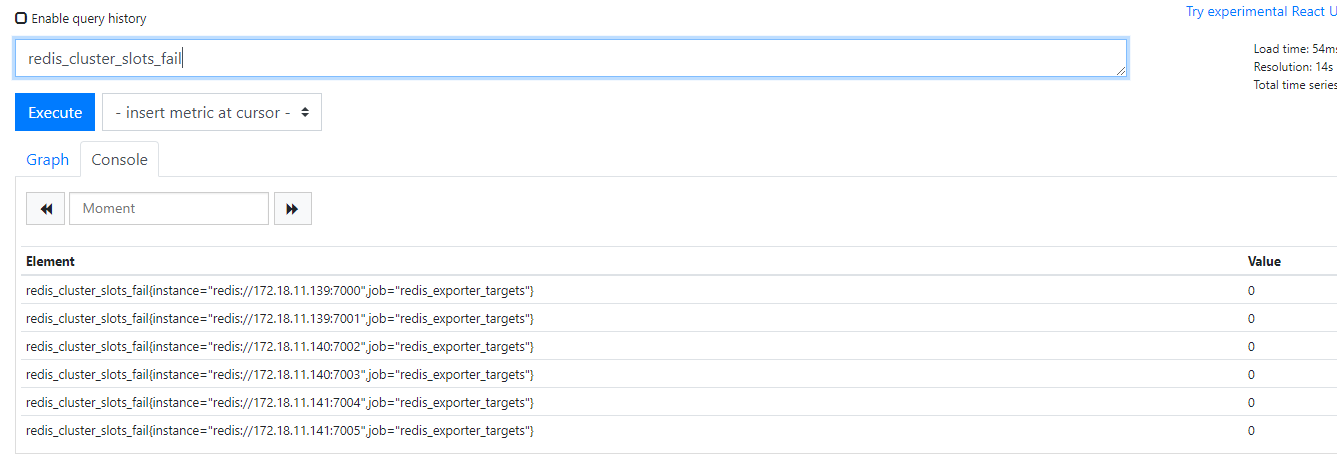 Enable query history
Try experimental React U
redis_cluster_slots_fail
Load time: 54ms
Resolution: 14s
Total time series
Execute
- insert metric at cursor -
Graph
Console
Moment
Element Value
redis_cluster_slots_fail{instance="redis://172.18.11.139:7000",job="redis_exporter_targets"} 0
redis_cluster_slots_fail{instance="redis://172.18.11.139:7001",job="redis_exporter_targets"} 0
redis_cluster_slots_fail{instance="redis://172.18.11.140:7002",job="redis_exporter_targets"} 0
redis_cluster_slots_fail{instance="redis://172.18.11.140:7003",job="redis_exporter_targets"} 0
redis_cluster_slots_fail{instance="redis://172.18.11.141:7004",job="redis_exporter_targets"} 0
redis_cluster_slots_fail{instance="redis://172.18.11.141:7005",job="redis_exporter_targets"} 0